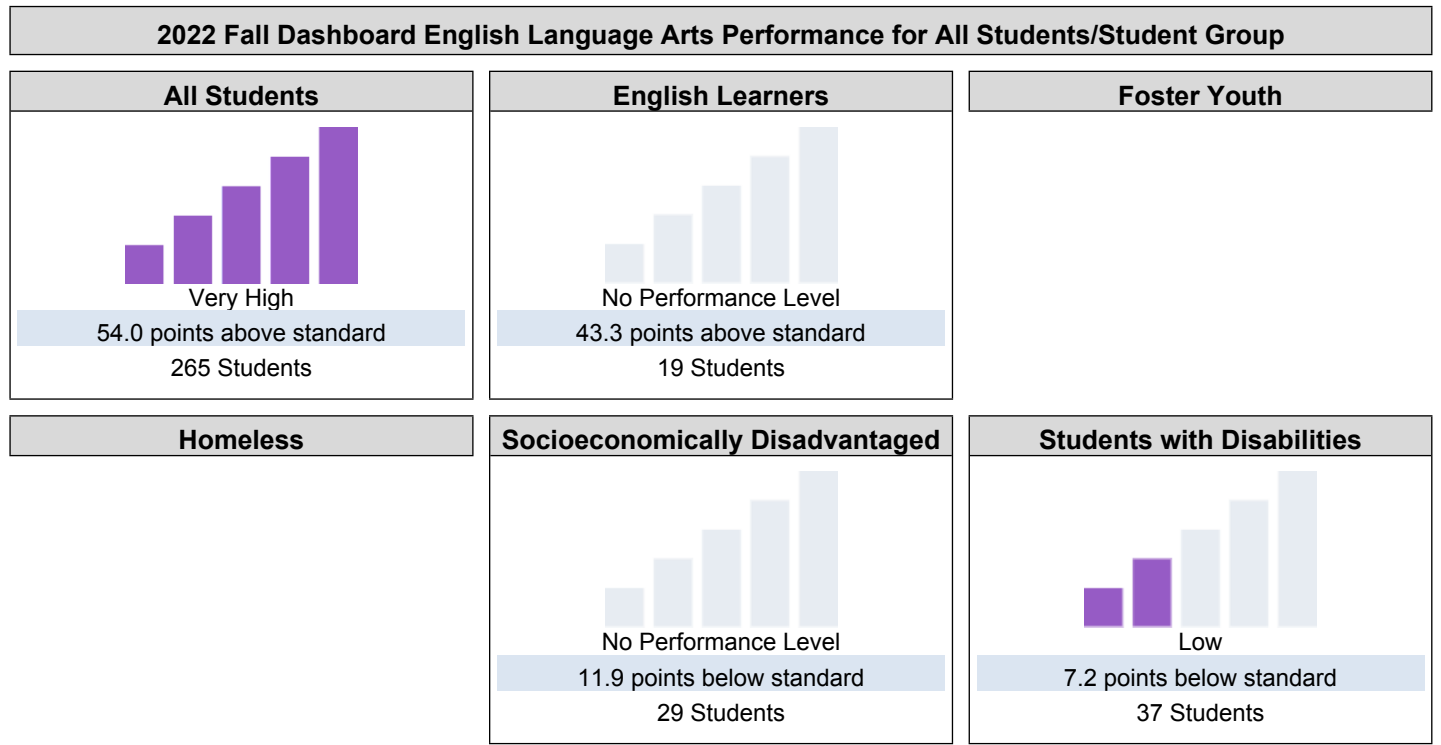 2022 Fall Dashboard English Language Arts Performance for All Students/Student Group
All Students
Very High
54.0 points above standard
265 Students
English Learners
No Performance Level
43.3 points above standard
19 Students
Foster Youth
Homeless
Socioeconomically Disadvantaged
No Performance Level
11.9 points below standard
29 Students
Students with Disabilities
Low
7.2 points below standard
37 Students